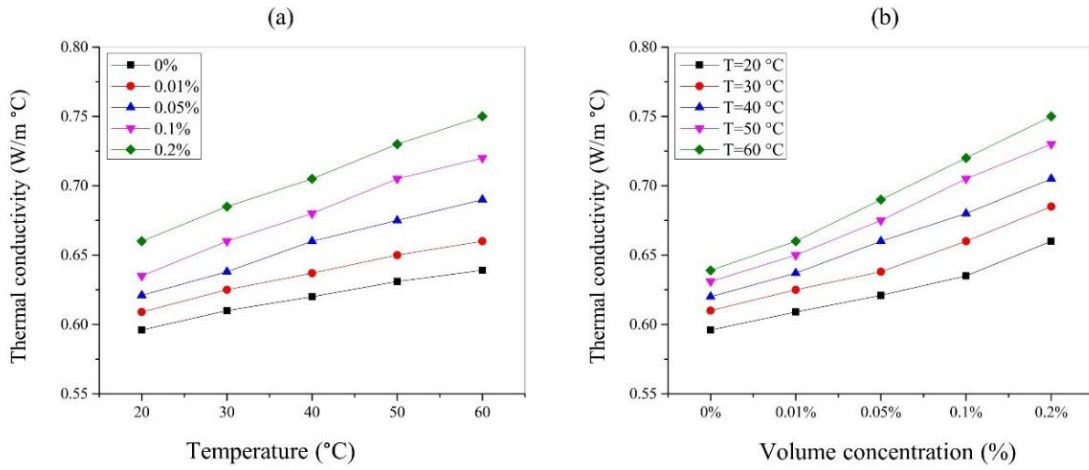 (a)
0.80
0.75
0.70
0.65
0.60
0.55
Thermal conductivity (W/m °C)
0%
0.01%
0.05%
0.1%
0.2%
20 30 40 50 60
Temperature (°C)
(b)
0.80
0.75
0.70
0.65
0.60
0.55
Thermal conductivity (W/m °C)
T=20 °C
T=30 °C
T=40 °C
T=50 °C
T=60 °C
0% 0.01% 0.05% 0.1% 0.2%
Volume concentration (%)